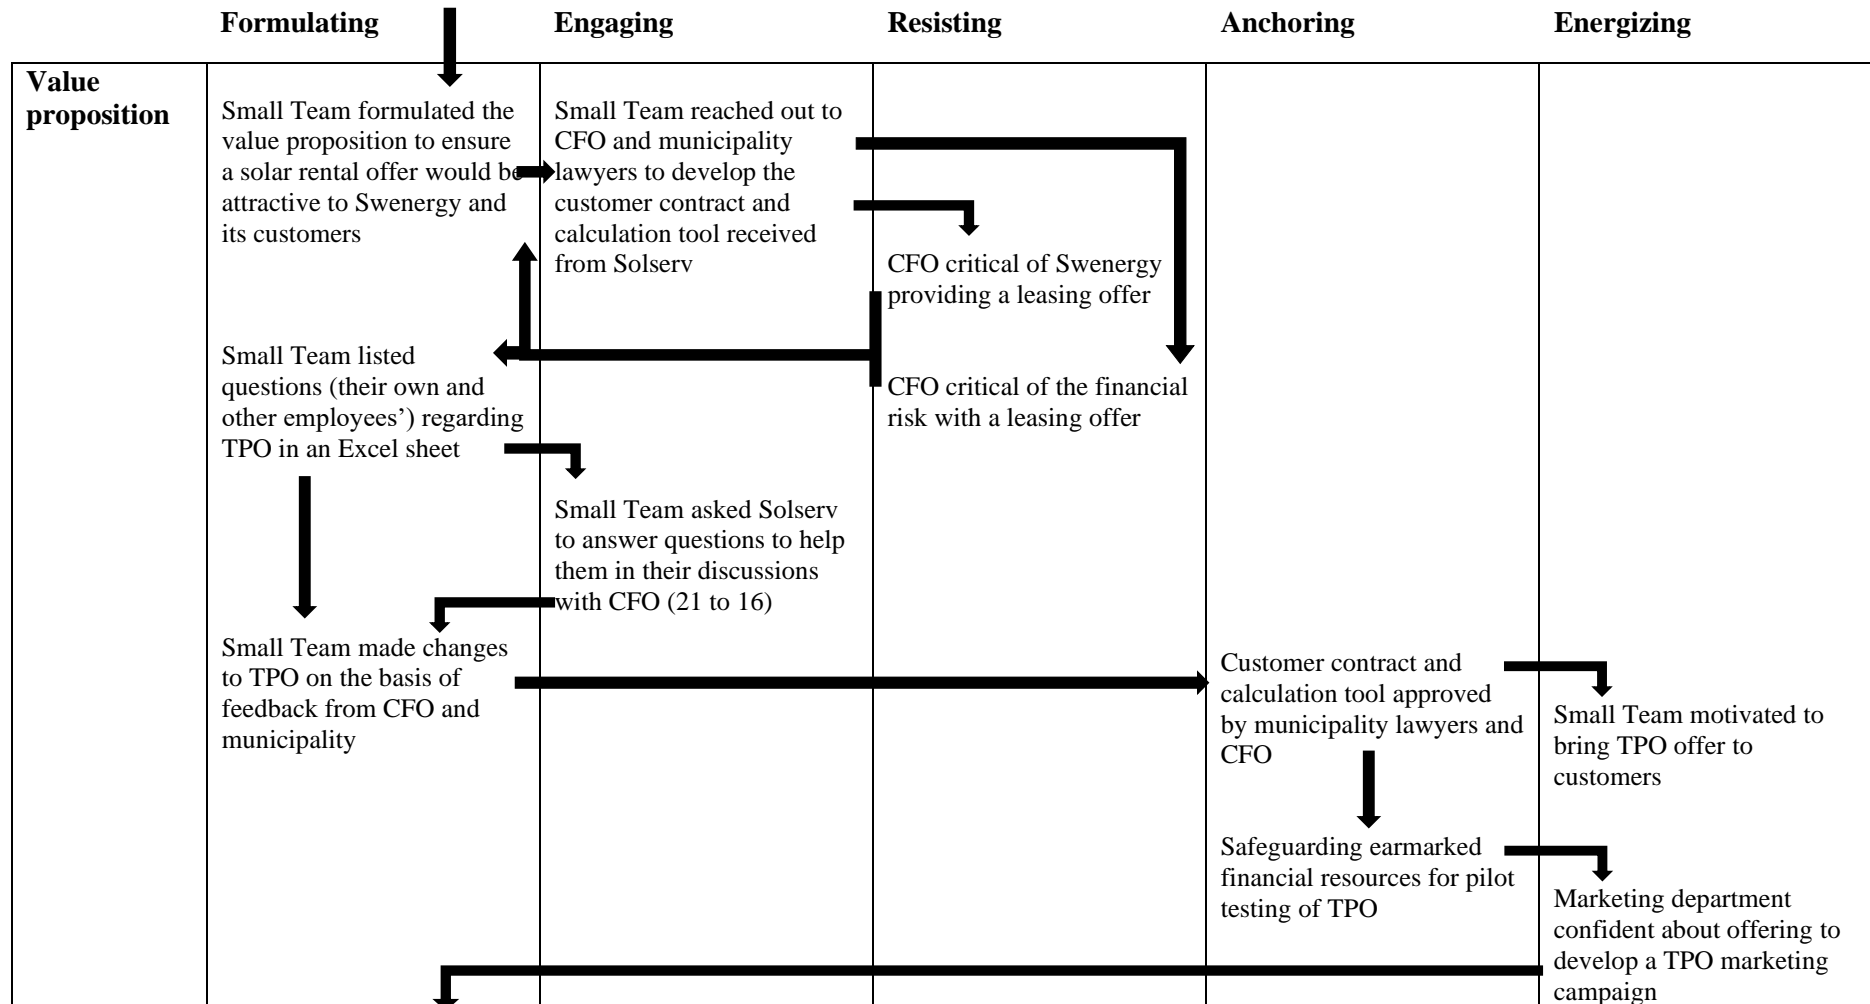 Formulating
Engaging
Resisting
Anchoring
Energizing
Value
proposition
Small Team formulated the
value proposition to ensure
a solar rental offer would be
attractive to Swenergy and
its customers
Small Team listed
questions (their own and
other employees’) regarding
TPO in an Excel sheet
Small Team made changes
to TPO on the basis of
feedback from CFO and
municipality
Small Team reached out to
CFO and municipality
lawyers to develop the
customer contract and
calculation tool received
from Solserv
Small Team asked Solserv
to answer questions to help
them in their discussions
with CFO (21 to 16)
CFO critical of Swenergy
providing a leasing offer
CFO critical of the financial
risk with a leasing offer
Customer contract and
calculation tool approved
by municipality lawyers and
CFO
Safeguarding earmarked
financial resources for pilot
testing of TPO
Small Team motivated to
bring TPO offer to
customers
Marketing department
confident about offering to
develop a TPO marketing
campaign